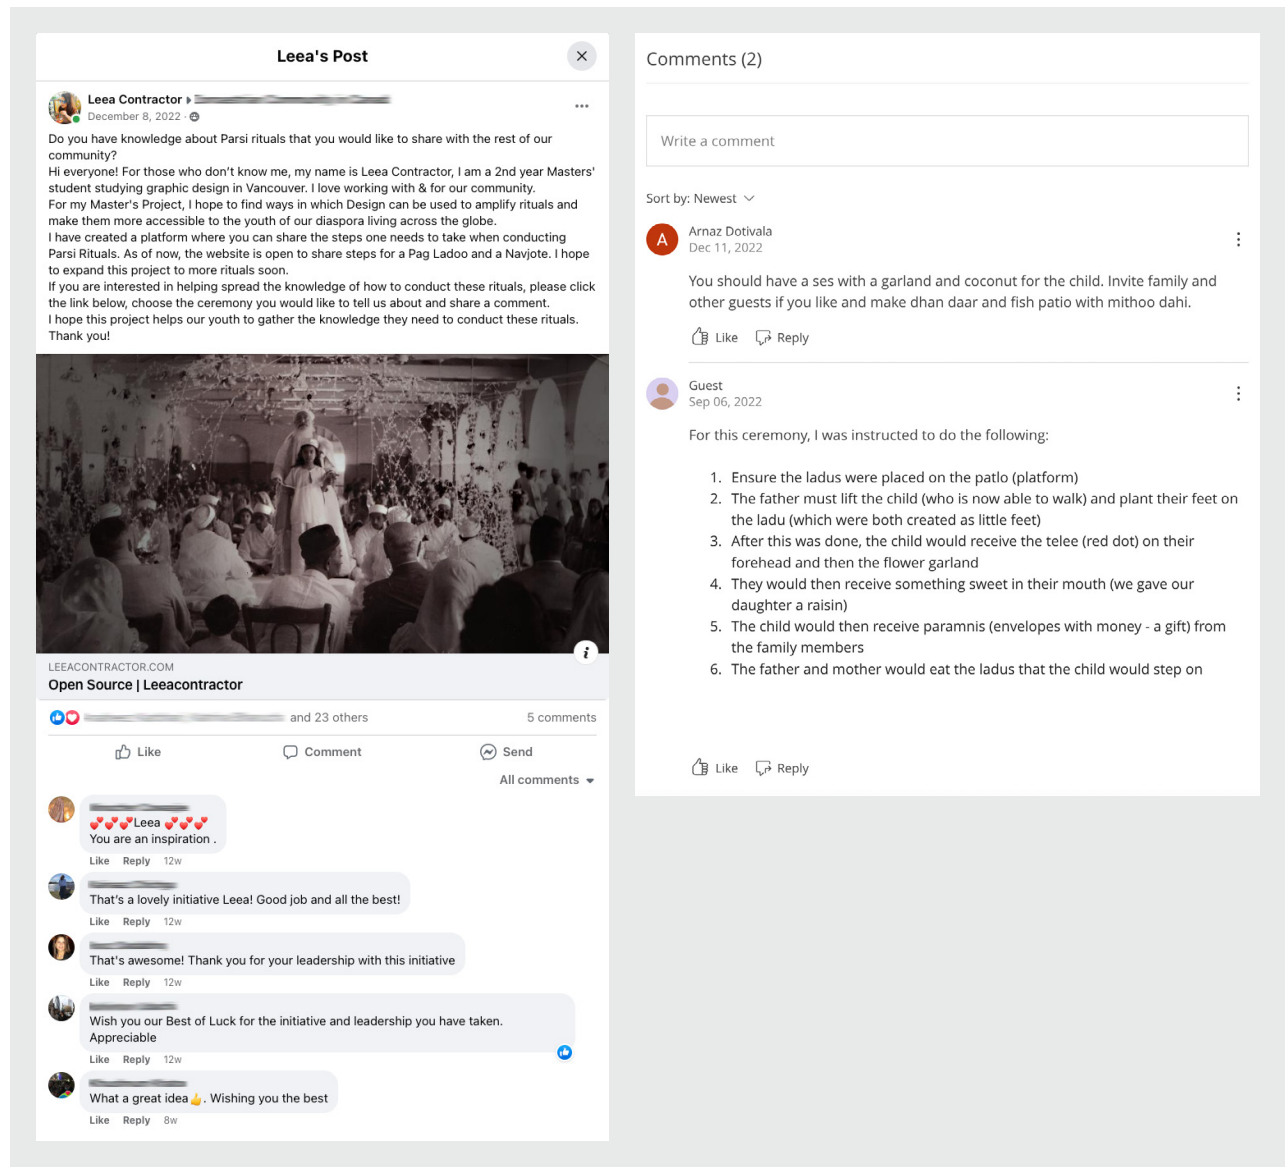 Leea's Post
Leea Contractor
December 8, 2022 ·
Do you have knowledge about Parsi rituals that you would like to share with the rest of our
community?
Hi everyone! For those who don't know me, my name is Leea Contractor, I am a 2nd year Masters'
student studying graphic design in Vancouver. I love working with & for our community.
For my Master's Project, I hope to find ways in which Design can be used to amplify rituals and
make them more accessible to the youth of our diaspora living across the globe.
I have created a platform where you can share the steps one needs to take when conducting
Parsi Rituals. As of now, the website is open to share steps for a Pag Ladoo and a Navjote. I hope
to expand this project to more rituals soon.
If you are interested in helping spread the knowledge of how to conduct these rituals, please click
the link below, choose the ceremony you would like to tell us about and share a comment.
I hope this project helps our youth to gather the knowledge they need to conduct these rituals.
Thank you!
LEEACONTRACTOR.COM
Open Source | Leeacontractor
and 23 others
5 comments
Like
Comment
Send
All comments
💕💕💕Leea 💕💕💕
You are an inspiration .
Like Reply 12w
That's a lovely initiative Leea! Good job and all the best!
Like Reply 12w
That's awesome! Thank you for your leadership with this initiative
Like Reply 12w
Wish you our Best of Luck for the initiative and leadership you have taken.
Appreciable
Like Reply 12w
What a great idea👍. Wishing you the best
Like Reply 8w
Comments (2)
Write a comment
Sort by: Newest
A
Arnaz Dotivala
Dec 11, 2022
You should have a ses with a garland and coconut for the child. Invite family and
other guests if you like and make dhan daar and fish patio with mithoo dahi.
Like Reply
Guest
Sep 06, 2022
For this ceremony, I was instructed to do the following:
1. Ensure the ladus were placed on the patlo (platform)
2. The father must lift the child (who is now able to walk) and plant their feet on
the ladu (which were both created as little feet)
3. After this was done, the child would receive the telee (red dot) on their
forehead and then the flower garland
4. They would then receive something sweet in their mouth (we gave our
daughter a raisin)
5. The child would then receive paramnis (envelopes with money - a gift) from
the family members
6. The father and mother would eat the ladus that the child would step on
Like Reply